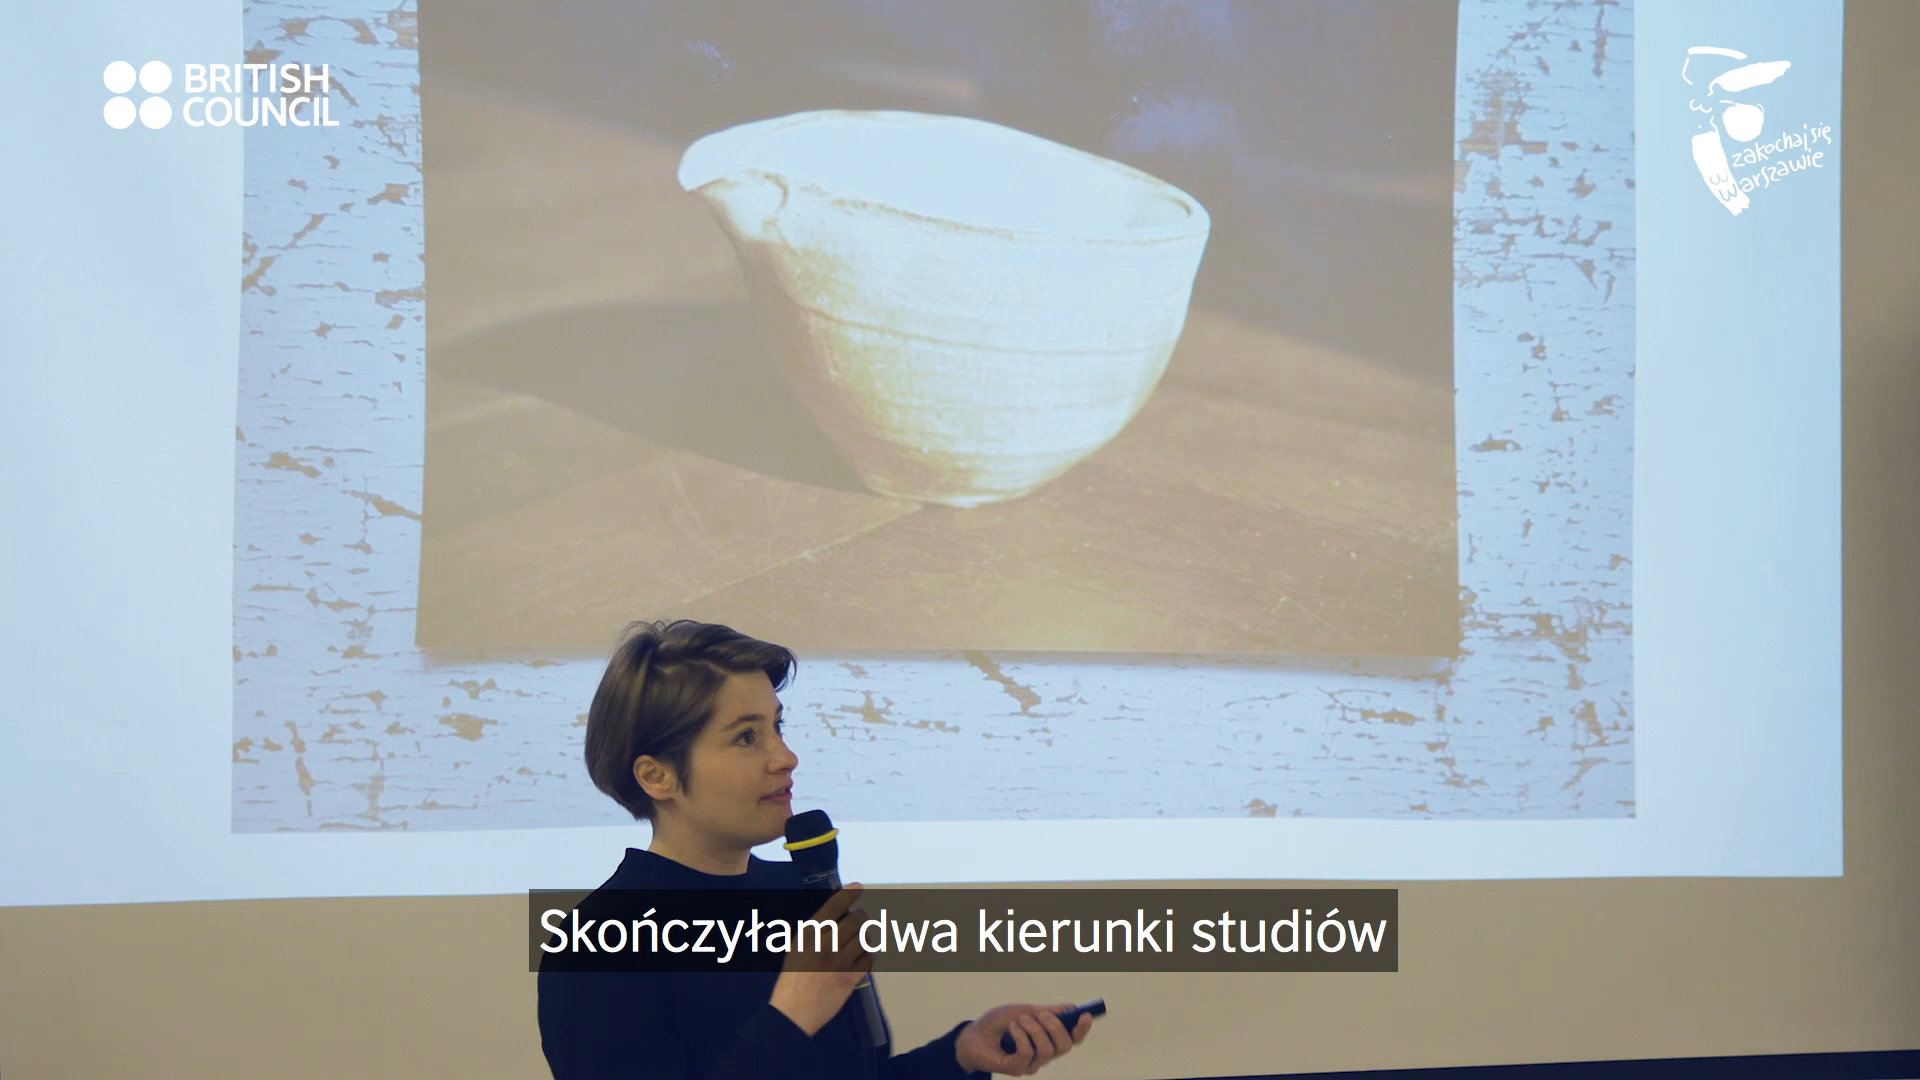 BRITISH
COUNCIL
zakochaj się
w
warszawie
Skończyłam dwa kierunki studiów